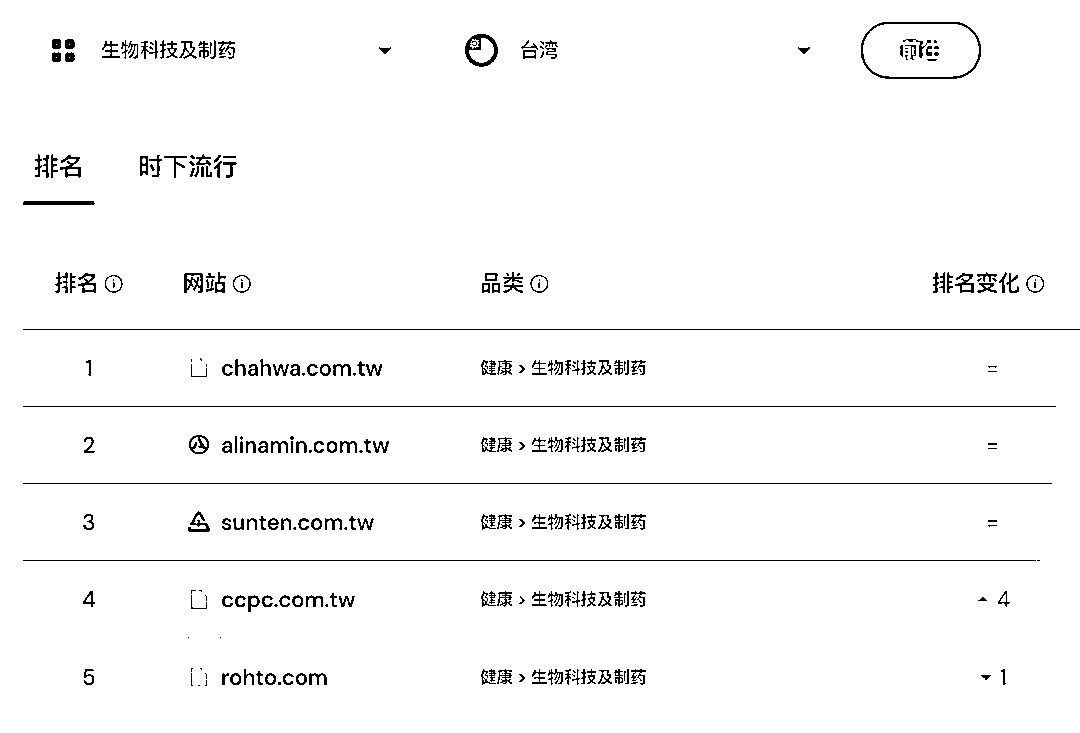 生物科技及制药 台湾
排名 时下流行
排名 网站 品类 排名变化
1 chahwa.com.tw 健康 › 生物科技及制药 =
2 alinamin.com.tw 健康 › 生物科技及制药 =
3 sunten.com.tw 健康 › 生物科技及制药 =
4 ccpc.com.tw 健康 › 生物科技及制药 4
5 rohto.com 健康 › 生物科技及制药 1